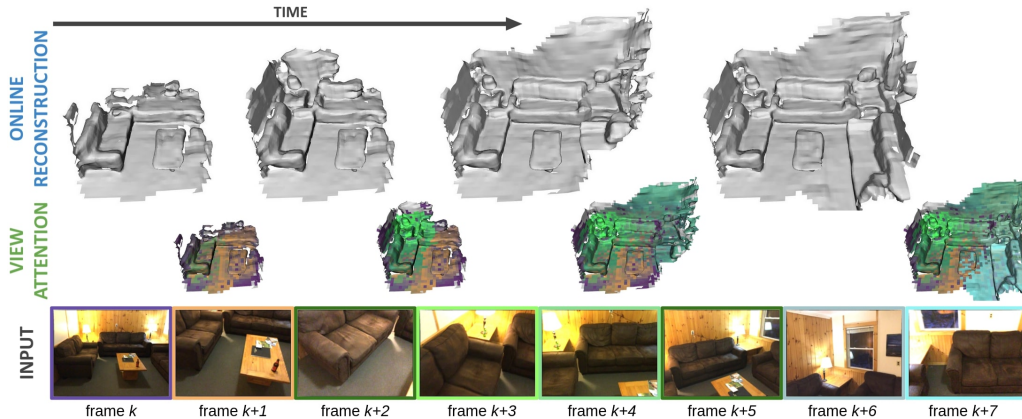 TIME
ONLINE
RECONSTRUCTION
VIEW
ATTENTION
INPUT
frame k
frame k+1
frame k+2
frame k+3
frame k+4
frame k+5
frame k+6
frame k+7